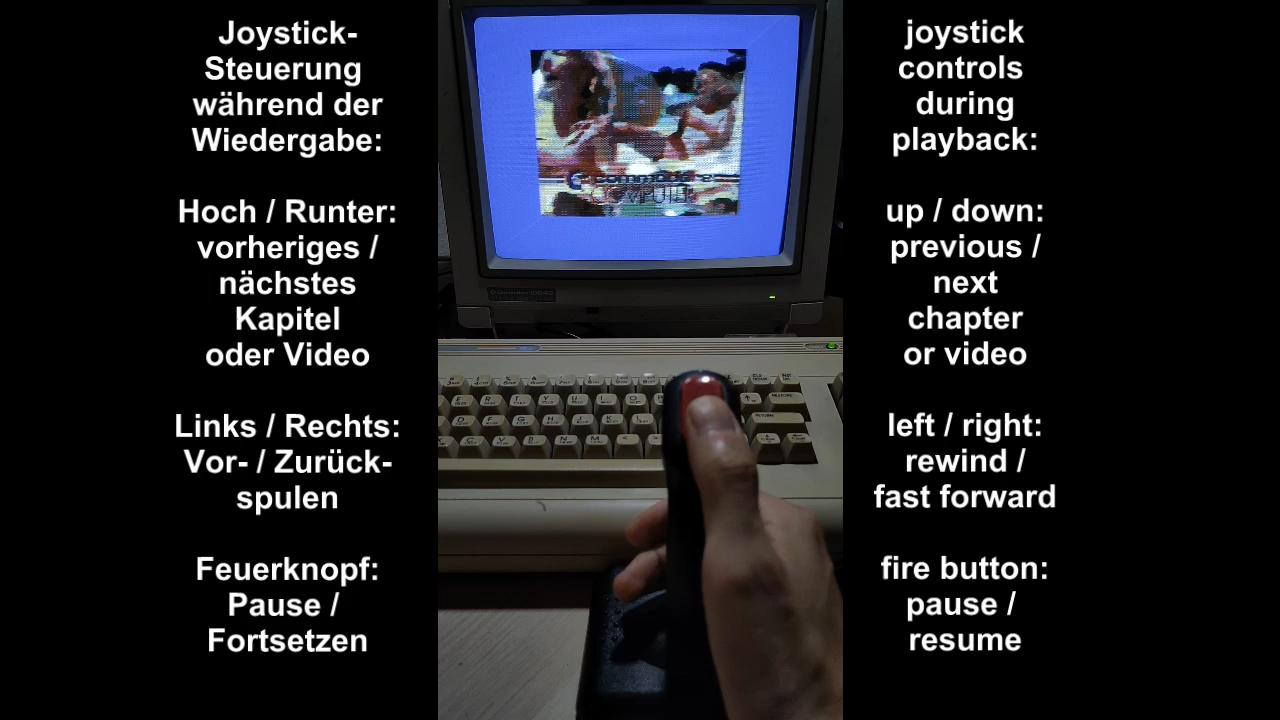 Joystick-
Steuerung
während der
Wiedergabe:
Hoch / Runter:
vorheriges /
nächstes
Kapitel
oder Video
Links / Rechts:
Vor- / Zurück-
spulen
Feuerknopf:
Pause /
Fortsetzen
commodore
COMPUTER
joystick
controls
during
playback:
up / down:
previous /
next
chapter
or video
left / right:
rewind /
fast forward
fire button:
pause /
resume